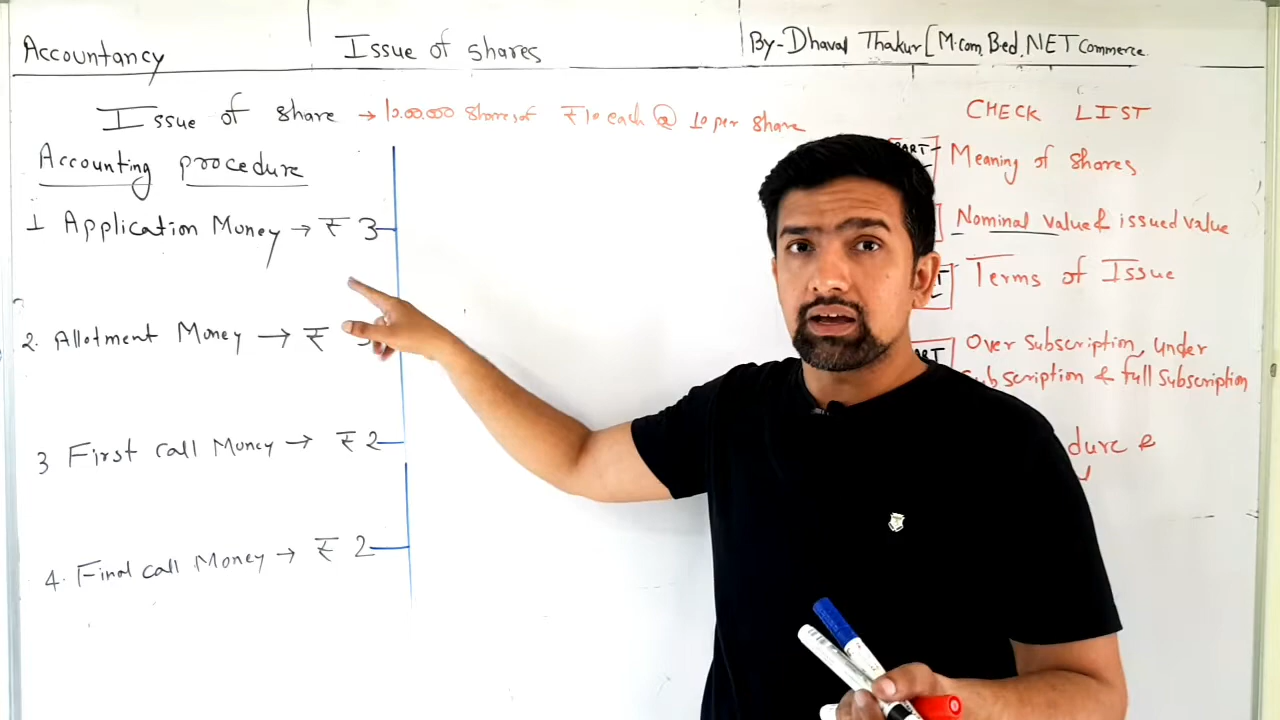 Accountancy
Issue of shares
By-Dhaval Thakur [M.com, B.ed, NET Commerce.
Issue of share → 10,00,000 Shares of ₹10 each @ 10 per share
Accounting procedure
1 Application Money → ₹ 3
2. Allotment Money → ₹
3 First call Money → ₹ 2
4. Final call Money → ₹ 2
CHECK LIST
Meaning of shares
Nominal value & issued value
Terms of Issue
Over Subscription, under
Subscription & full Subscription